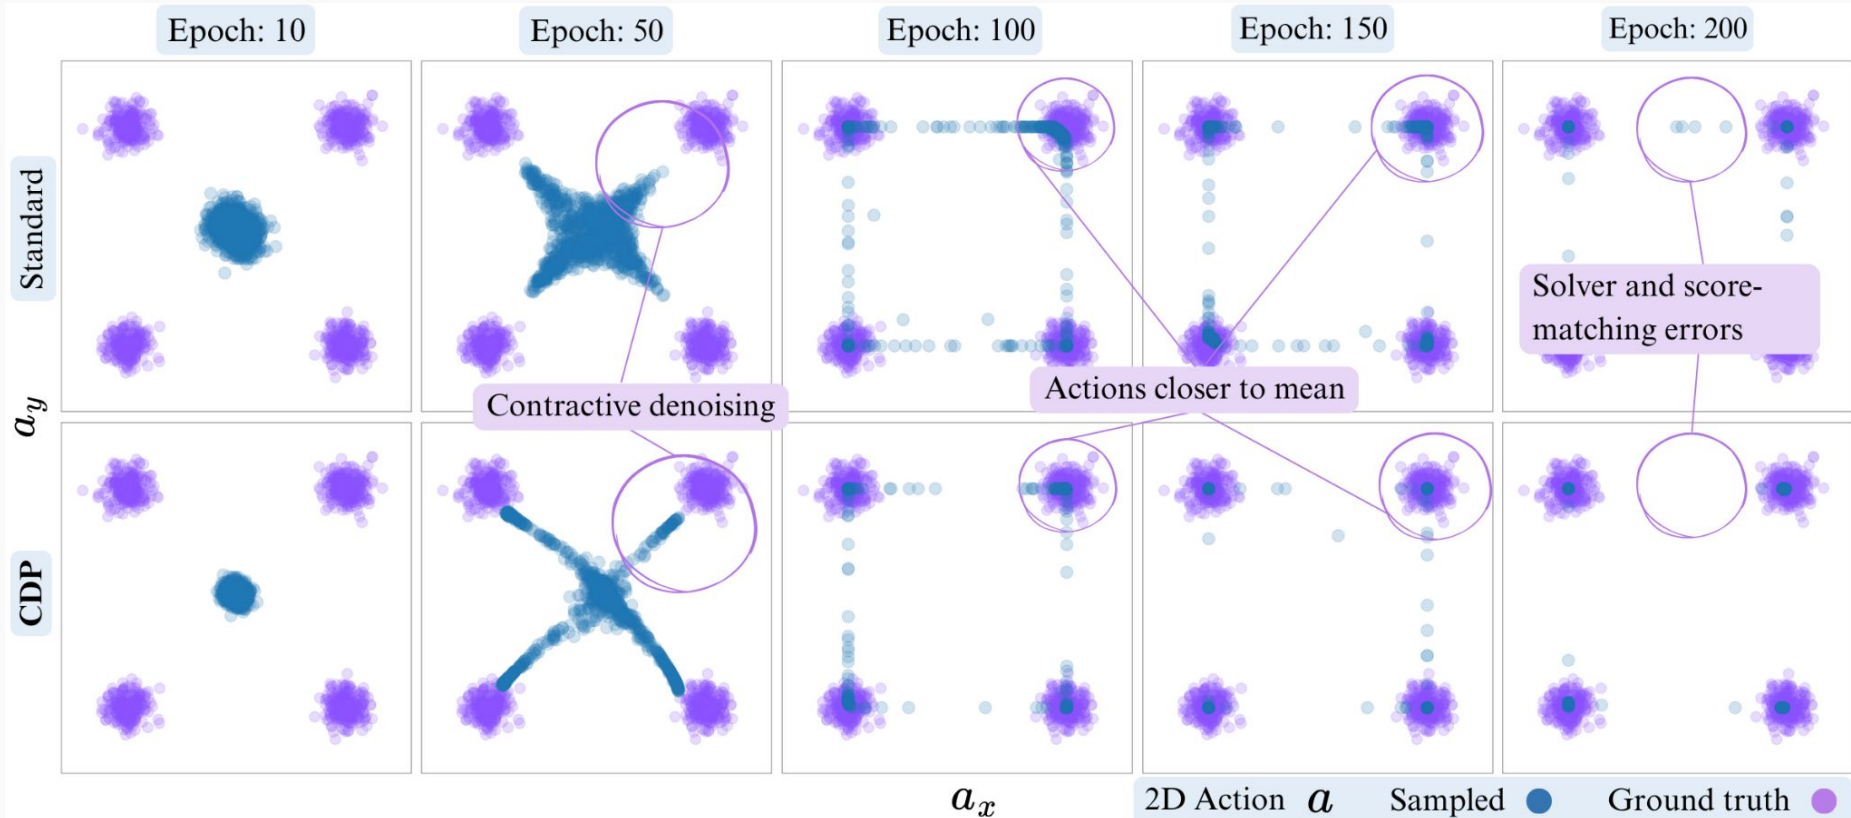 Epoch: 10
Epoch: 50
Epoch: 100
Epoch: 150
Epoch: 200
Standard
Solver and score-
matching errors
Contractive denoising
Actions closer to mean
a_y
CDP
a_x
2D Action a
Sampled
Ground truth